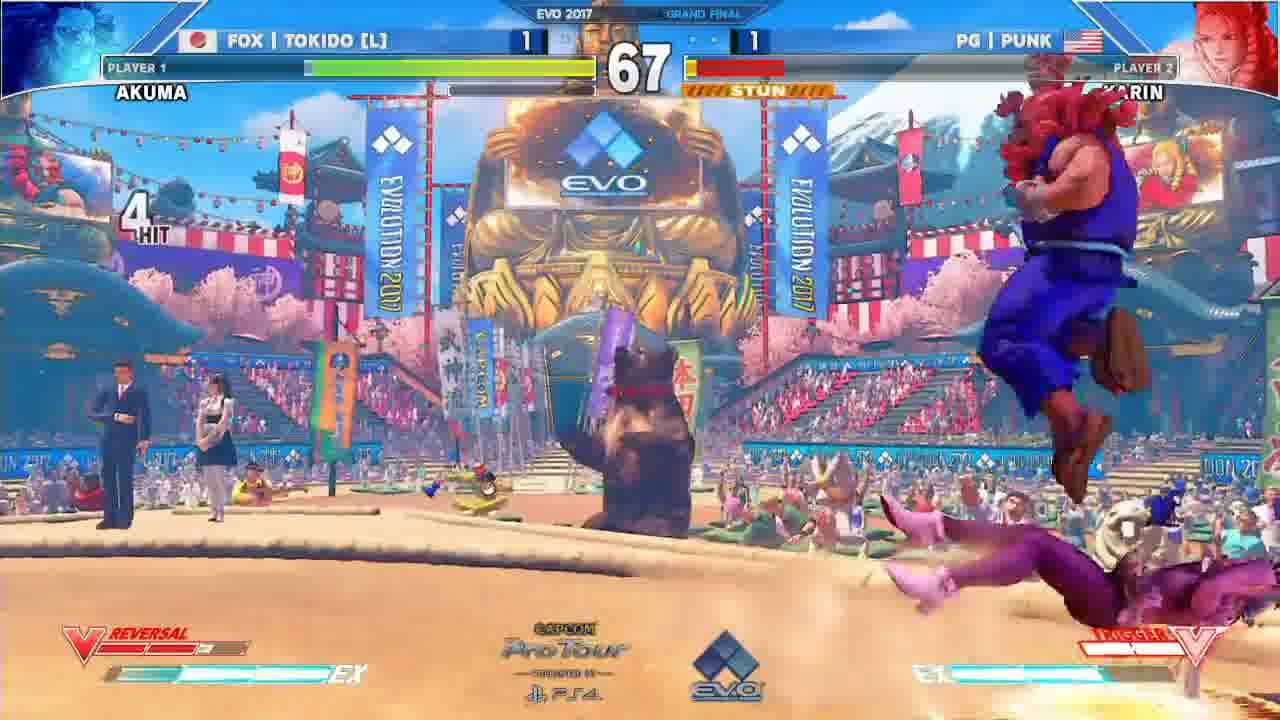 EVO 2017 GRAND FINAL
FOX | TOKIDO [L] 1 1 PG | PUNK
67
PLAYER 1 PLAYER 2
AKUMA STUN KARIN
EVO
EVOLUTION 2017
EVOLUTION 2017
4 HIT
CAPCOM
REVERSAL
TRIGGER
EX EX
CAPCOM
Pro Tour
PS4
EVO